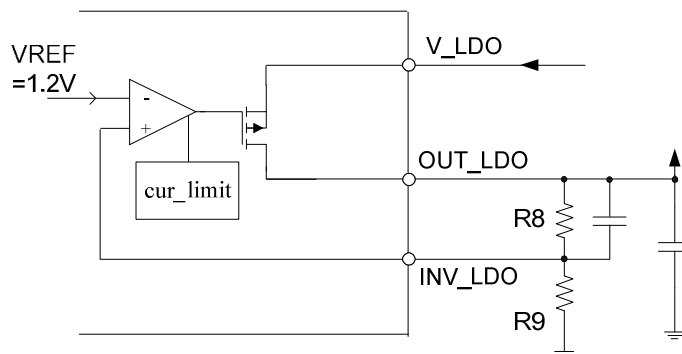 V_LDO
VREF
=1.2V
-
+
cur_limit
OUT_LDO
R8
INV_LDO
R9